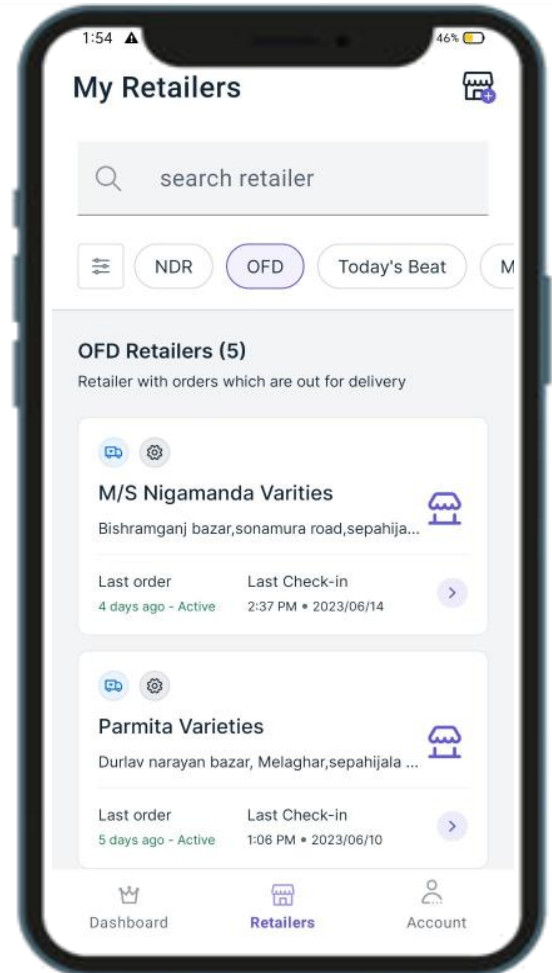 1:54
46%
My Retailers
search retailer
NDR
OFD
Today's Beat
M
OFD Retailers (5)
Retailer with orders which are out for delivery
M/S Nigamanda Varities
Bishramganj bazar,sonamura road,sepahija...
Last order Last Check-in
4 days ago - Active 2:37 PM • 2023/06/14
Parmita Varieties
Durlav narayan bazar, Melaghar,sepahijala ...
Last order Last Check-in
5 days ago - Active 1:06 PM • 2023/06/10
Dashboard Retailers Account